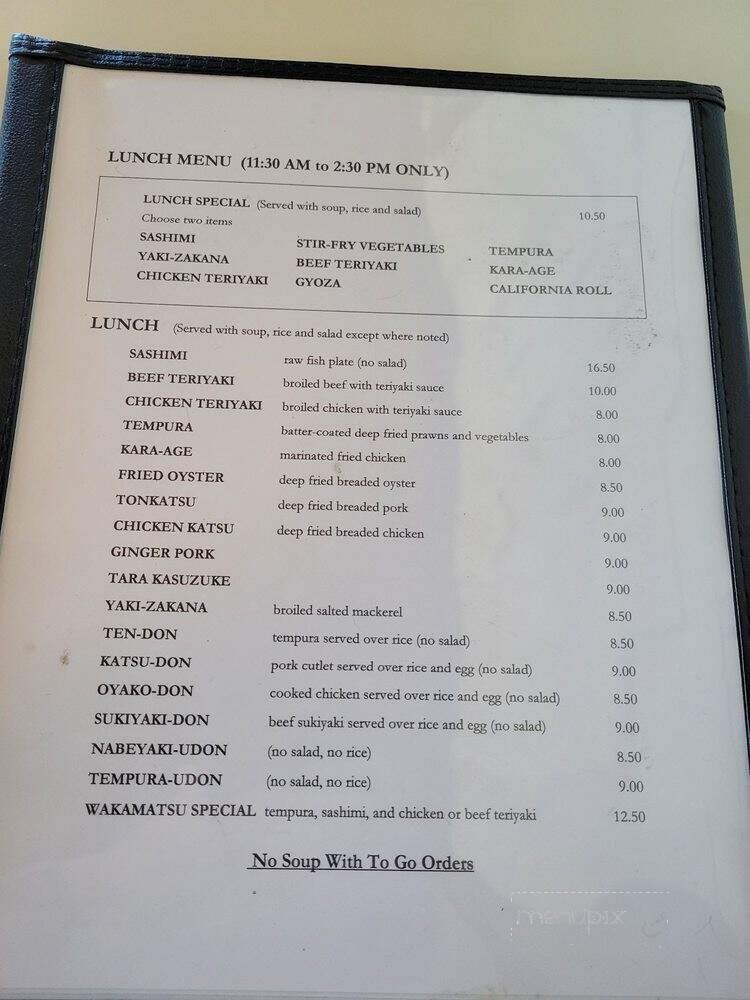 LUNCH MENU (11:30 AM to 2:30 PM ONLY)
LUNCH SPECIAL (Served with soup, rice and salad) 10.50
Choose two items
SASHIMI STIR-FRY VEGETABLES TEMPURA
YAKI-ZAKANA BEEF TERIYAKI KARA-AGE
CHICKEN TERIYAKI GYOZA CALIFORNIA ROLL
LUNCH (Served with soup, rice and salad except where noted)
SASHIMI raw fish plate (no salad) 16.50
BEEF TERIYAKI broiled beef with teriyaki sauce 10.00
CHICKEN TERIYAKI broiled chicken with teriyaki sauce 8.00
TEMPURA batter-coated deep fried prawns and vegetables 8.00
KARA-AGE marinated fried chicken 8.00
FRIED OYSTER deep fried breaded oyster 8.50
TONKATSU deep fried breaded pork 9.00
CHICKEN KATSU deep fried breaded chicken 9.00
GINGER PORK 9.00
TARA KASUZUKE 9.00
YAKI-ZAKANA broiled salted mackerel 8.50
TEN-DON tempura served over rice (no salad) 8.50
KATSU-DON pork cutlet served over rice and egg (no salad) 9.00
OYAKO-DON cooked chicken served over rice and egg (no salad) 8.50
SUKIYAKI-DON beef sukiyaki served over rice and egg (no salad) 9.00
NABEYAKI-UDON (no salad, no rice) 8.50
TEMPURA-UDON (no salad, no rice) 9.00
WAKAMATSU SPECIAL tempura, sashimi, and chicken or beef teriyaki 12.50
No Soup With To Go Orders
menupix